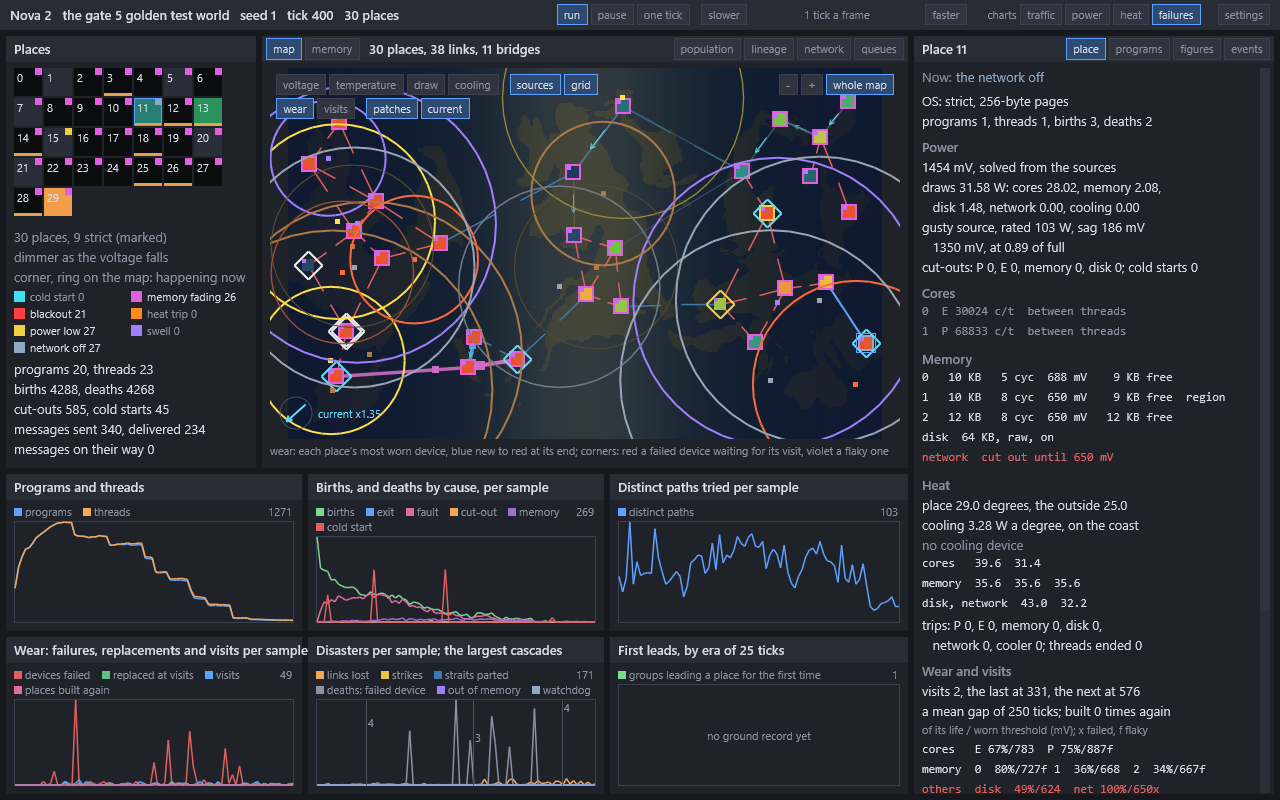 Nova 2 the gate 5 golden test world seed 1 tick 400 30 places
run pause one tick slower 1 tick a frame faster charts traffic power heat failures settings
Places
0 1 2 3 4 5 6
7 8 9 10 11 12 13
14 15 16 17 18 19 20
21 22 23 24 25 26 27
28 29
30 places, 9 strict (marked)
dimmer as the voltage falls
corner, ring on the map: happening now
cold start 0 memory fading 26
blackout 21 heat trip 0
power low 27 swell 0
network off 27
programs 20, threads 23
births 4288, deaths 4268
cut-outs 585, cold starts 45
messages sent 340, delivered 234
messages on their way 0
map memory 30 places, 38 links, 11 bridges population lineage network queues
voltage temperature draw cooling sources grid - + whole map
wear visits patches current
current x1.35
wear: each place's most worn device, blue new to red at its end; corners: red a failed device waiting for its visit, violet a flaky one
Programs and threads
programs threads 1271
Births, and deaths by cause, per sample
births exit fault cut-out memory 269
cold start
Distinct paths tried per sample
distinct paths 103
Wear: failures, replacements and visits per sample
devices failed replaced at visits visits 49
places built again
Disasters per sample; the largest cascades
links lost strikes straits parted 171
deaths: failed device out of memory watchdog
4
3
4
First leads, by era of 25 ticks
groups leading a place for the first time 1
no ground record yet
Place 11 place programs figures events
Now: the network off
OS: strict, 256-byte pages
programs 1, threads 1, births 3, deaths 2
Power
1454 mV, solved from the sources
draws 31.58 W: cores 28.02, memory 2.08,
disk 1.48, network 0.00, cooling 0.00
gusty source, rated 103 W, sag 186 mV
1350 mV, at 0.89 of full
cut-outs: P 0, E 0, memory 0, disk 0; cold starts 0
Cores
0 E 30024 c/t between threads
1 P 68833 c/t between threads
Memory
0 10 KB 5 cyc 688 mV 9 KB free
1 10 KB 8 cyc 650 mV 9 KB free region
2 12 KB 8 cyc 650 mV 12 KB free
disk 64 KB, raw, on
network cut out until 650 mV
Heat
place 29.0 degrees, the outside 25.0
cooling 3.28 W a degree, on the coast
no cooling device
cores 39.6 31.4
memory 35.6 35.6 35.6
disk, network 43.0 32.2
trips: P 0, E 0, memory 0, disk 0,
network 0, cooler 0; threads ended 0
Wear and visits
visits 2, the last at 331, the next at 576
a mean gap of 250 ticks; built 0 times again
of its life / worn threshold (mV); x failed, f flaky
cores E 67%/783 P 75%/887f
memory 0 80%/727f 1 36%/668 2 34%/667f
others disk 49%/624 net 100%/650x